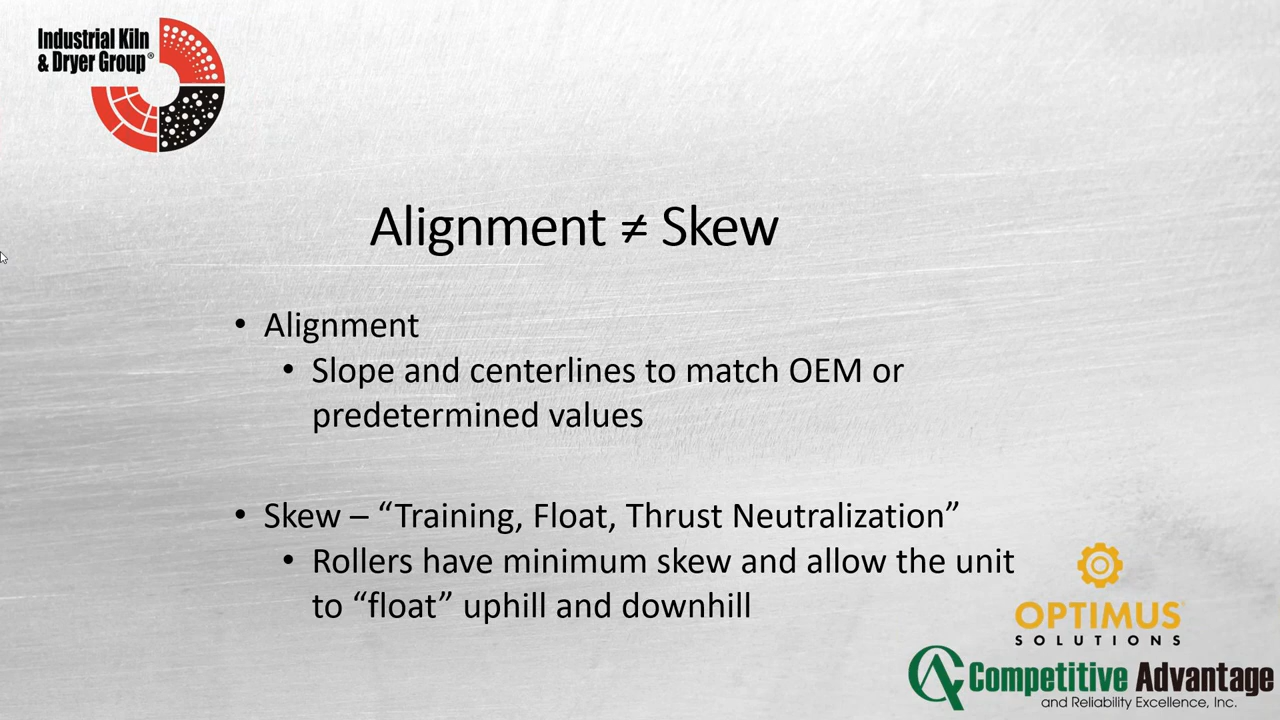 Industrial Kiln
& Dryer Group®
Alignment ≠ Skew
• Alignment
• Slope and centerlines to match OEM or
predetermined values
• Skew – “Training, Float, Thrust Neutralization”
• Rollers have minimum skew and allow the unit
to “float” uphill and downhill
OPTIMUS
SOLUTIONS
Competitive Advantage
and Reliability Excellence, Inc.